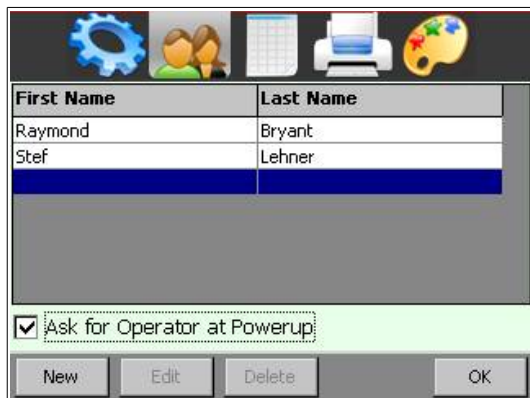 First Name Last Name
Raymond Bryant
Stef Lehner
Ask for Operator at Powerup
New Edit Delete OK